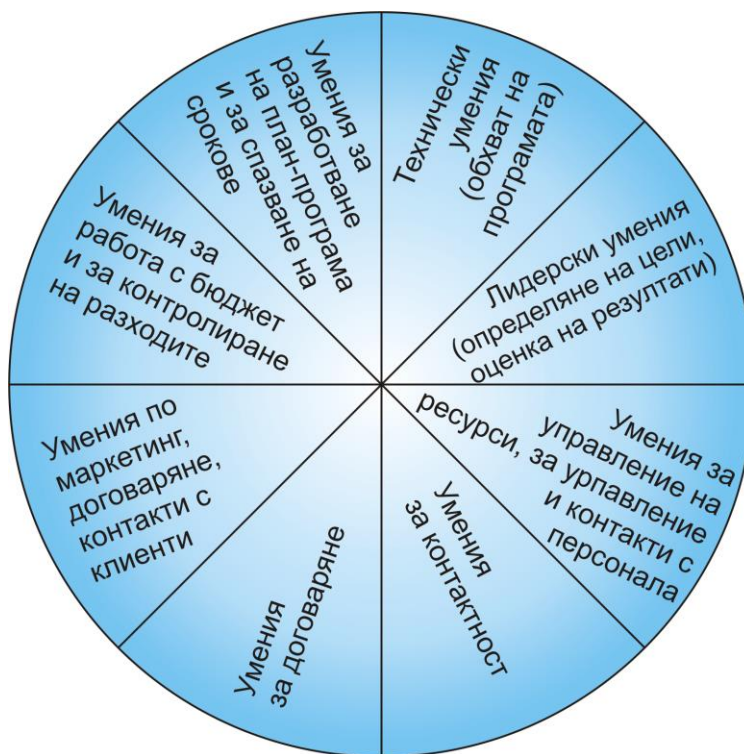 Технически
умения
(обхват на
програмата)
Лидерски умения
(определяне на цели,
оценка на резултати)
Умения за
управление на
ресурси, за урпавление
и контакти с
персонала
Умения
за контактност
Умения
за договаряне
Умения по
маркетинг,
договаряне,
контакти с
клиенти
Умения за
работа с бюджет
и за контролиране
на разходите
Умения за
разработване
на план-програма
и за спазване на
срокове